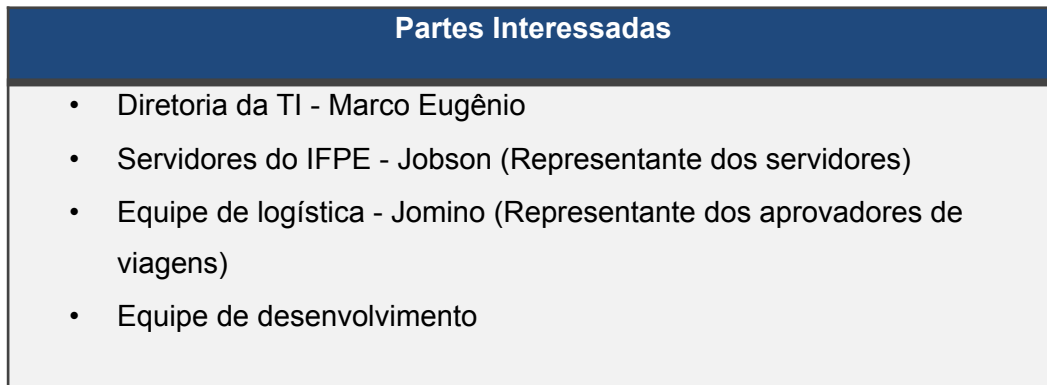 Partes Interessadas
• Diretoria da TI - Marco Eugênio
• Servidores do IFPE - Jobson (Representante dos servidores)
• Equipe de logística - Jomino (Representante dos aprovadores de
viagens)
• Equipe de desenvolvimento